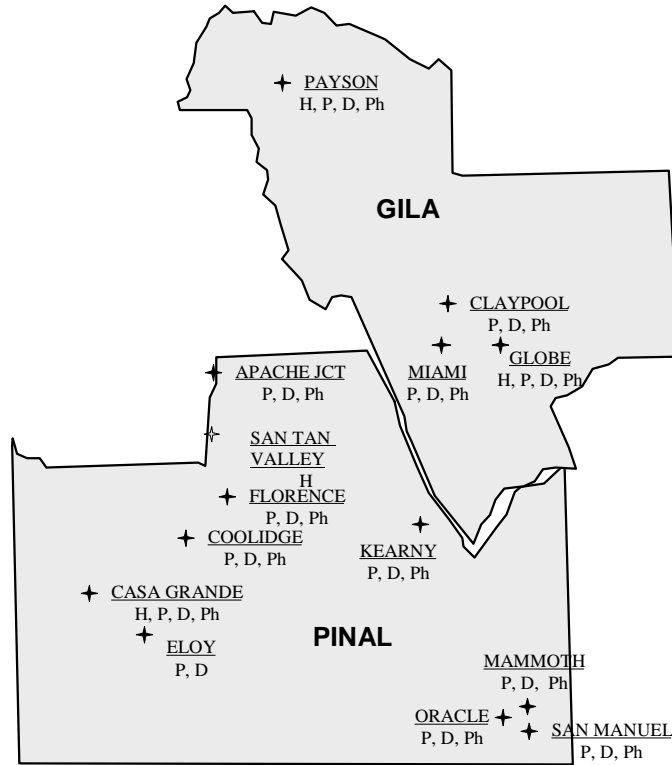 PAYSON
H, P, D, Ph
GILA
CLAYPOOL
P, D, Ph
MIAMI
P, D, Ph
GLOBE
H, P, D, Ph
APACHE JCT
P, D, Ph
SAN TAN
VALLEY
H
FLORENCE
P, D, Ph
COOLIDGE
P, D, Ph
KEARNY
P, D, Ph
CASA GRANDE
H, P, D, Ph
ELOY
P, D
PINAL
MAMMOTH
P, D, Ph
ORACLE
P, D, Ph
SAN MANUEL
P, D, Ph